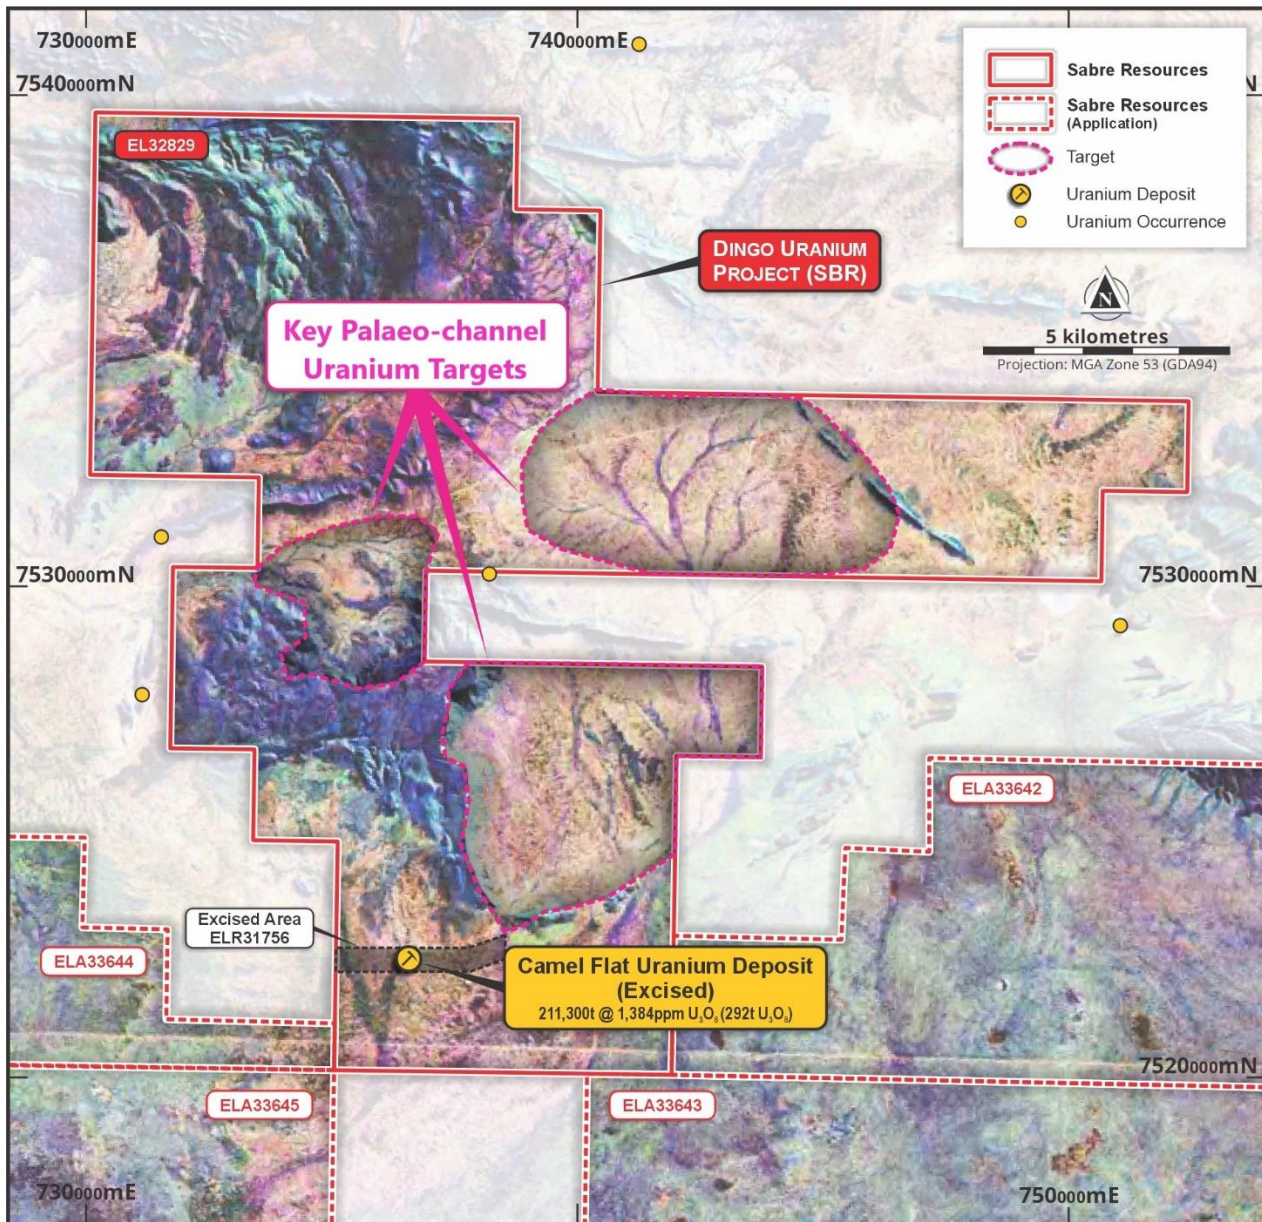 730000mE
740000mE
7540000mN
N
Sabre Resources
Sabre Resources
(Application)
Target
Uranium Deposit
Uranium Occurrence
EL32829
DINGO URANIUM
PROJECT (SBR)
N
5 kilometres
Projection: MGA Zone 53 (GDA94)
Key Palaeo-channel
Uranium Targets
7530000mN
7530000mN
ELA33642
Excised Area
ELR31756
ELA33644
Camel Flat Uranium Deposit
(Excised)
211,300t @ 1,384ppm U₃O₈ (292t U₃O₈)
7520000mN
ELA33645
ELA33643
730000mE
750000mE